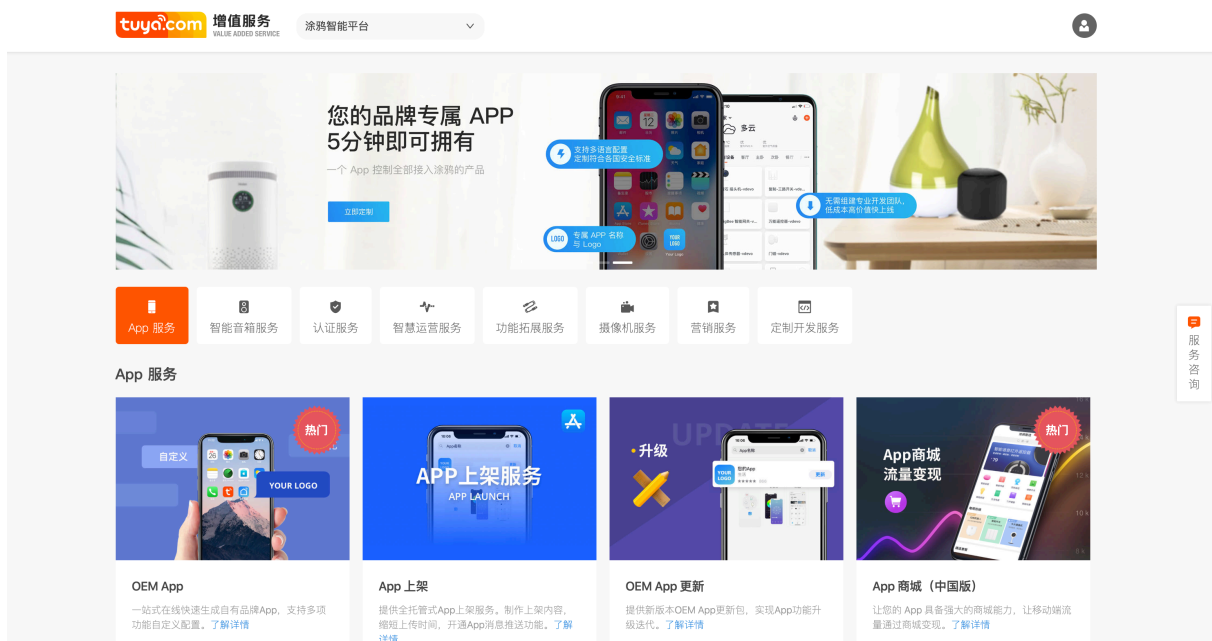 tuya.com
增值服务
VALUE ADDED SERVICE
涂鸦智能平台
您的品牌专属 APP
5分钟即可拥有
一个 App 控制全部接入涂鸦的产品
立即定制
支持多语言配置
定制符合各国安全标准
多云
无需组建专业开发团队,
低成本高价值快上线
LOGO
专属 APP 名称
与 Logo
YOUR
LOGO
Your Logo
App 服务
智能音箱服务
认证服务
智慧运营服务
功能拓展服务
摄像机服务
营销服务
定制开发服务
服务咨询
App 服务
自定义
热门
YOUR LOGO
APP上架服务
APP LAUNCH
UPDATE
升级
YOUR
LOGO
更新
App商城
流量变现
热门
OEM App
一站式在线快速生成自有品牌App,支持多项
功能自定义配置。了解详情
App 上架
提供全托管式App上架服务。制作上架内容,
缩短上传时间,开通App消息推送功能。了解
详情
OEM App 更新
提供新版本OEM App更新包,实现App功能升
级迭代。了解详情
App 商城(中国版)
让您的 App 具备强大的商城能力,让移动端流
量通过商城变现。了解详情